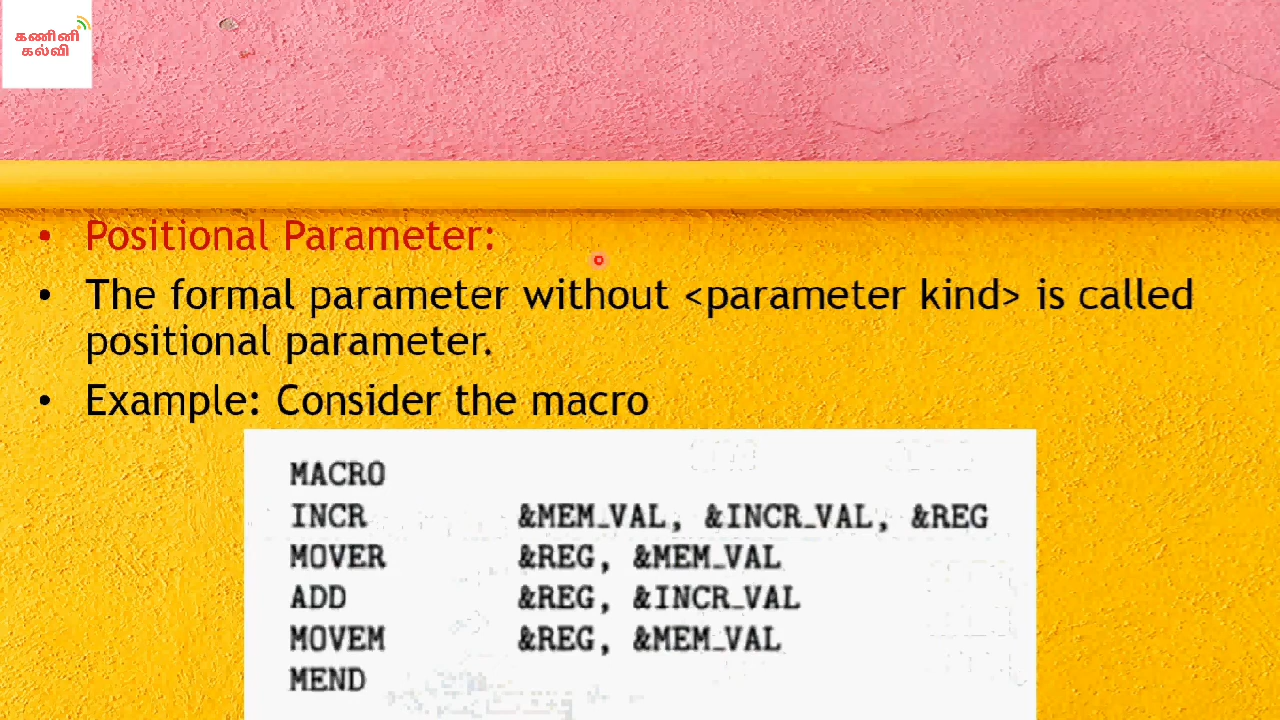 கணினி
கல்வி
• Positional Parameter:
• The formal parameter without <parameter kind> is called
positional parameter.
• Example: Consider the macro
MACRO
INCR &MEM_VAL, &INCR_VAL, &REG
MOVER &REG, &MEM_VAL
ADD &REG, &INCR_VAL
MOVEM &REG, &MEM_VAL
MEND